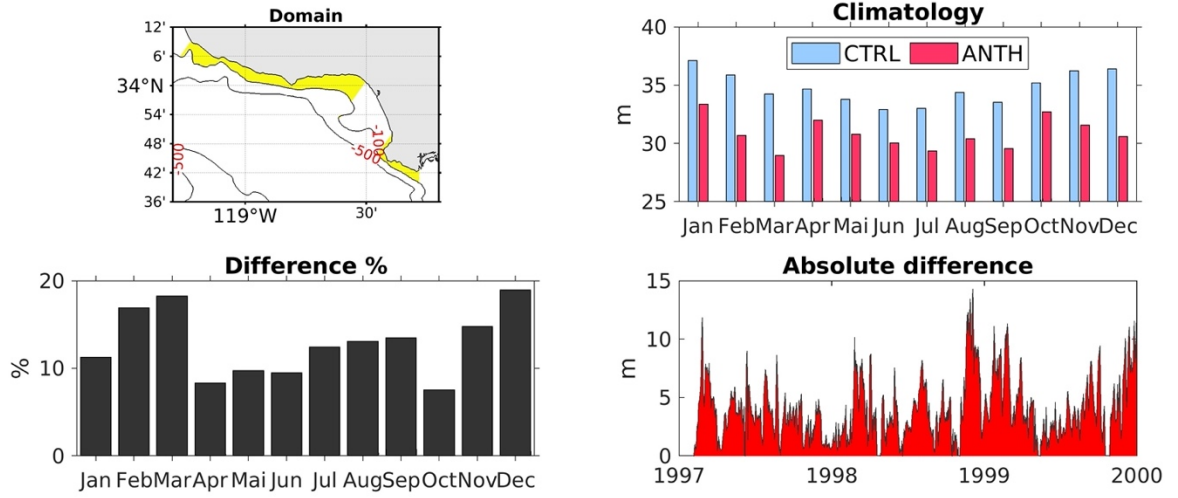 Domain
12'
6'
34°N
54'
48'
42'
36'
-500
-100
-500
119°W
30'
Climatology
40
35
30
25
m
CTRL
ANTH
Jan Feb Mar Apr Mai Jun Jul Aug Sep Oct Nov Dec
Difference %
20
10
0
%
Jan Feb Mar Apr Mai Jun Jul Aug Sep Oct Nov Dec
Absolute difference
15
10
5
0
m
1997 1998 1999 2000